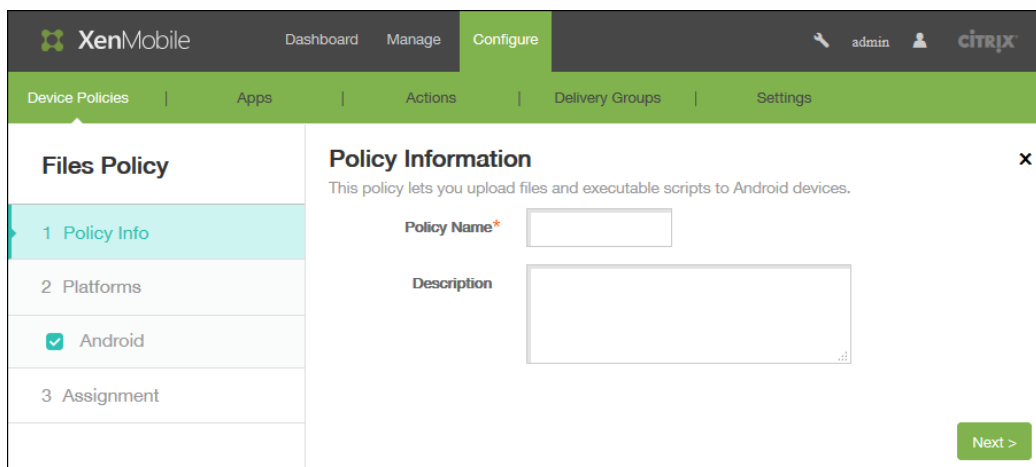 XenMobile Dashboard Manage Configure admin CITRIX
Device Policies | Apps | Actions | Delivery Groups | Settings
Files Policy
1 Policy Info
2 Platforms
Android
3 Assignment
Policy Information
This policy lets you upload files and executable scripts to Android devices.
Policy Name*
Description
Next >